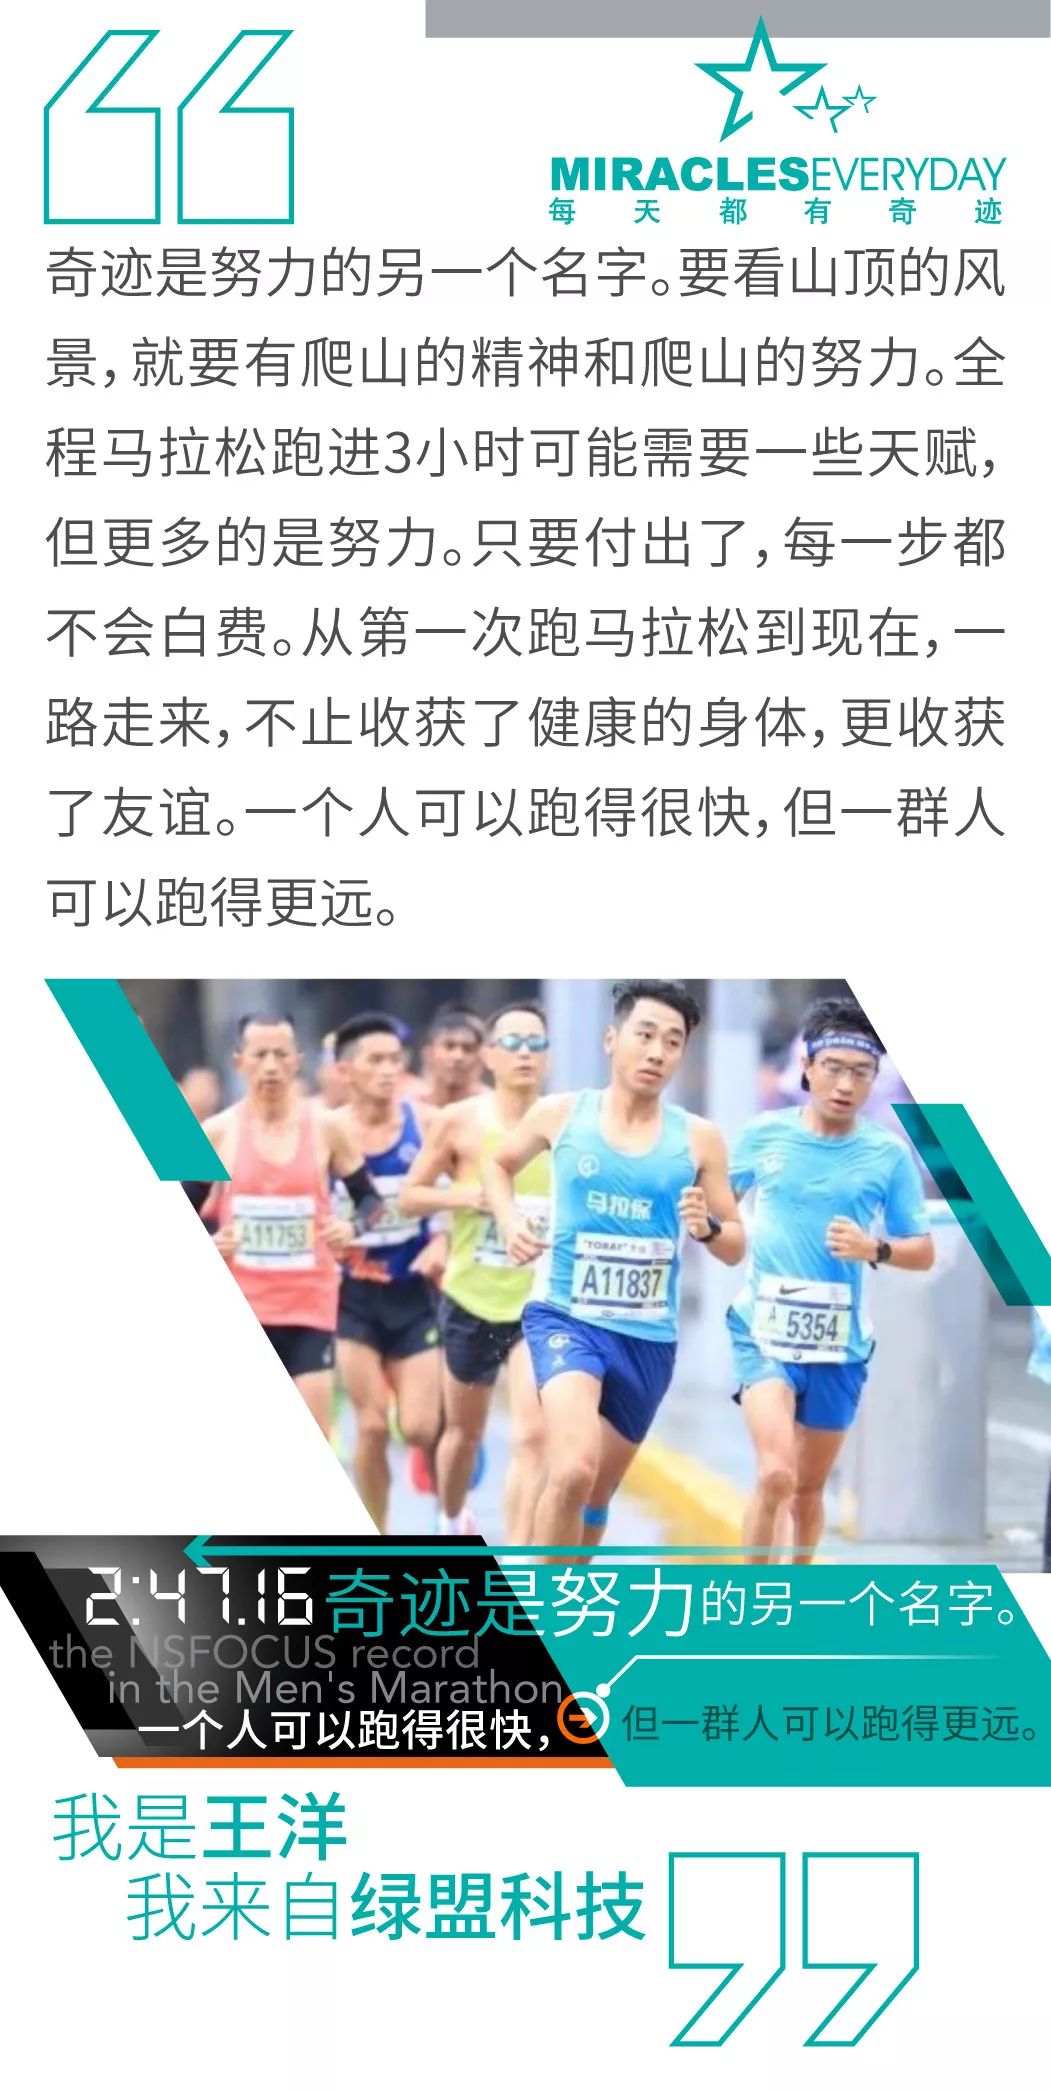 MIRACLESEVERYDAY
每天都有奇迹
奇迹是努力的另一个名字。要看山顶的风
景，就要有爬山的精神和爬山的努力。全
程马拉松跑进3小时可能需要一些天赋，
但更多的是努力。只要付出了，每一步都
不会白费。从第一次跑马拉松到现在，一
路走来，不止收获了健康的身体，更收获
了友谊。一个人可以跑得很快，但一群人
可以跑得更远。
马拉保
A11753
"TORAY"
A11837
A 5354
2:47.16 奇迹是努力的另一个名字。
the NSFOCUS record
in the Men's Marathon
一个人可以跑得很快，
但一群人可以跑得更远。
我是王洋
我来自绿盟科技